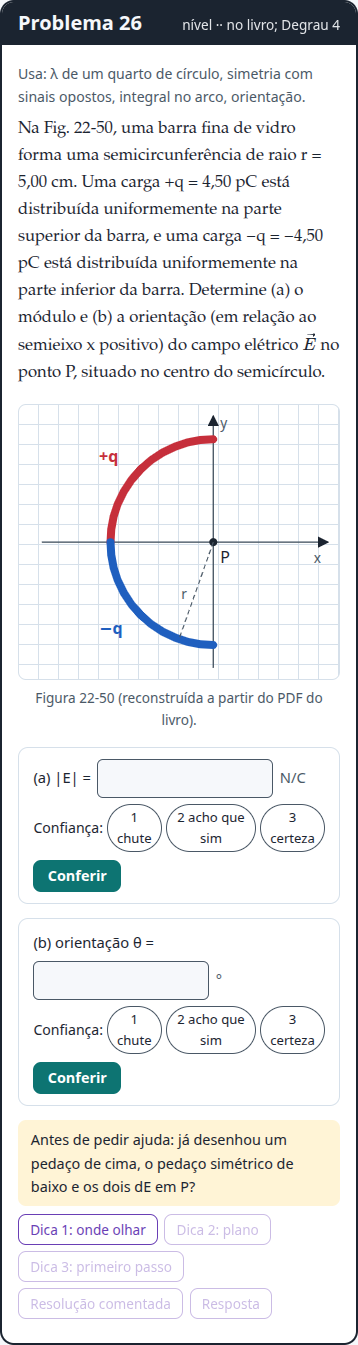 Problema 26
nível ·· no livro; Degrau 4
Usa: λ de um quarto de círculo, simetria com
sinais opostos, integral no arco, orientação.
Na Fig. 22-50, uma barra fina de vidro
forma uma semicircunferência de raio r =
5,00 cm. Uma carga +q = 4,50 pC está
distribuída uniformemente na parte
superior da barra, e uma carga −q = −4,50
pC está distribuída uniformemente na
parte inferior da barra. Determine (a) o
módulo e (b) a orientação (em relação ao
semieixo x positivo) do campo elétrico E⃗ no
ponto P, situado no centro do semicírculo.
y
+q
P
x
r
−q
Figura 22-50 (reconstruída a partir do PDF do
livro).
(a) |E| =
N/C
Confiança:
1
chute
2 acho que
sim
3
certeza
Conferir
(b) orientação θ =
°
Confiança:
1
chute
2 acho que
sim
3
certeza
Conferir
Antes de pedir ajuda: já desenhou um
pedaço de cima, o pedaço simétrico de
baixo e os dois dE em P?
Dica 1: onde olhar
Dica 2: plano
Dica 3: primeiro passo
Resolução comentada
Resposta